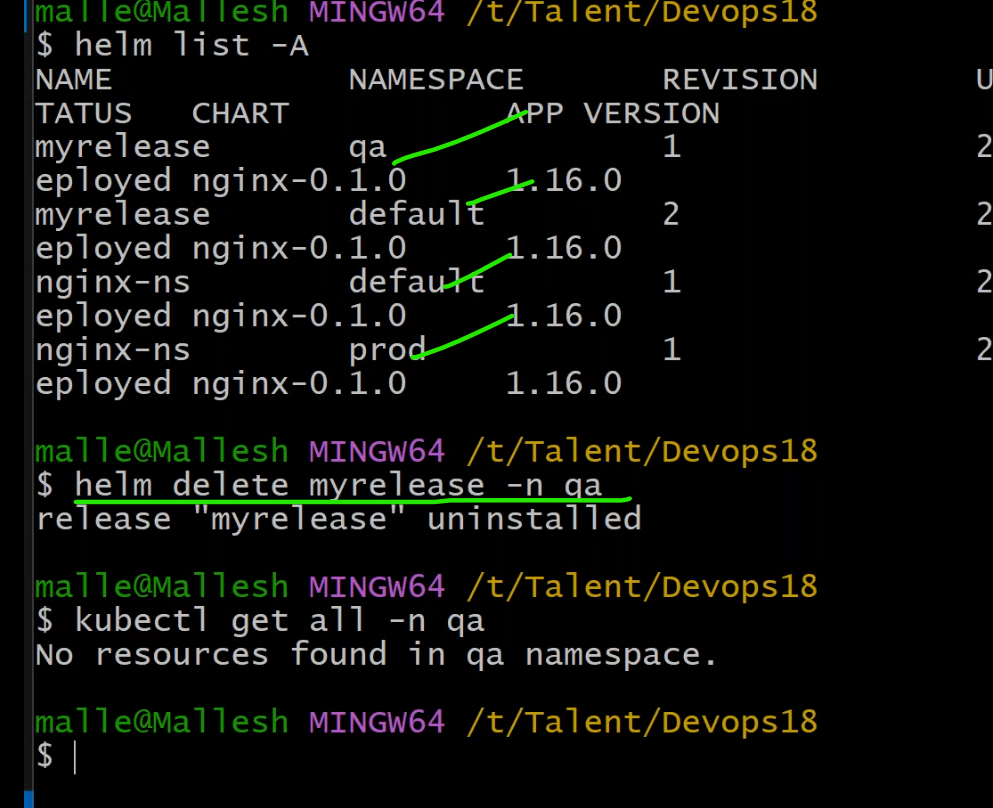 malle@Mallesh MINGW64 /t/Talent/Devops18
$ helm list -A
NAME NAMESPACE REVISION U
TATUS CHART APP VERSION
myrelease qa 1 2
eployed nginx-0.1.0 1.16.0
myrelease default 2 2
eployed nginx-0.1.0 1.16.0
nginx-ns default 1 2
eployed nginx-0.1.0 1.16.0
nginx-ns prod 1 2
eployed nginx-0.1.0 1.16.0
malle@Mallesh MINGW64 /t/Talent/Devops18
$ helm delete myrelease -n qa
release "myrelease" uninstalled
malle@Mallesh MINGW64 /t/Talent/Devops18
$ kubectl get all -n qa
No resources found in qa namespace.
malle@Mallesh MINGW64 /t/Talent/Devops18
$